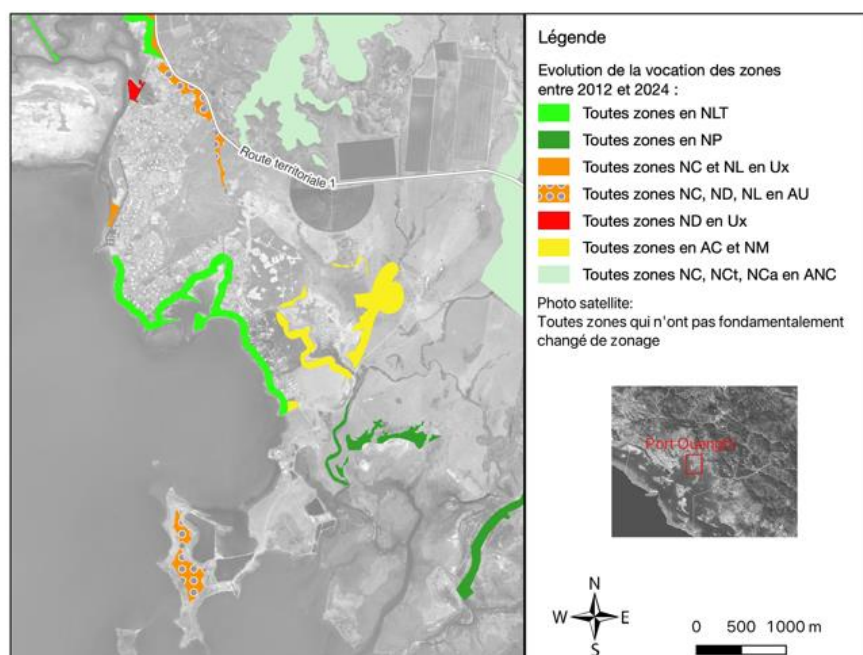 Route territoriale 1
Légende
Evolution de la vocation des zones
entre 2012 et 2024 :
Toutes zones en NLT
Toutes zones en NP
Toutes zones NC et NL en Ux
Toutes zones NC, ND, NL en AU
Toutes zones ND en Ux
Toutes zones en AC et NM
Toutes zones NC, NCt, NCa en ANC
Photo satellite:
Toutes zones qui n'ont pas fondamentalement
changé de zonage
N
W
E
S
0 500 1000 m